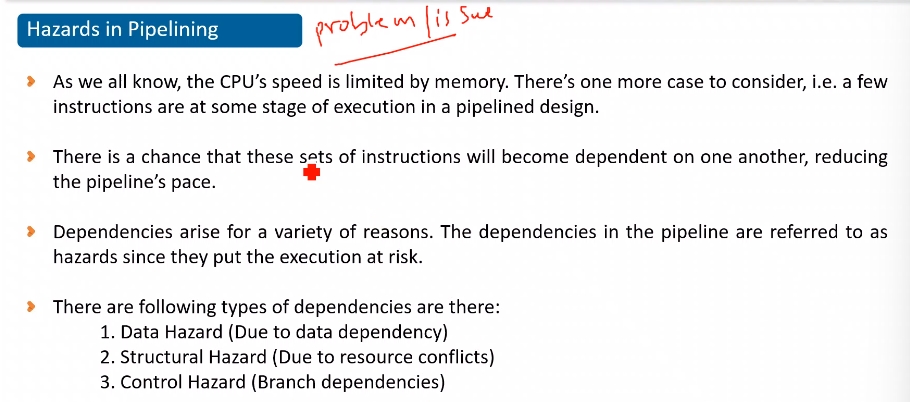 Hazards in Pipelining
problem/issue
As we all know, the CPU's speed is limited by memory. There's one more case to consider, i.e. a few
instructions are at some stage of execution in a pipelined design.
There is a chance that these sets of instructions will become dependent on one another, reducing
the pipeline's pace.
Dependencies arise for a variety of reasons. The dependencies in the pipeline are referred to as
hazards since they put the execution at risk.
There are following types of dependencies are there:
1. Data Hazard (Due to data dependency)
2. Structural Hazard (Due to resource conflicts)
3. Control Hazard (Branch dependencies)